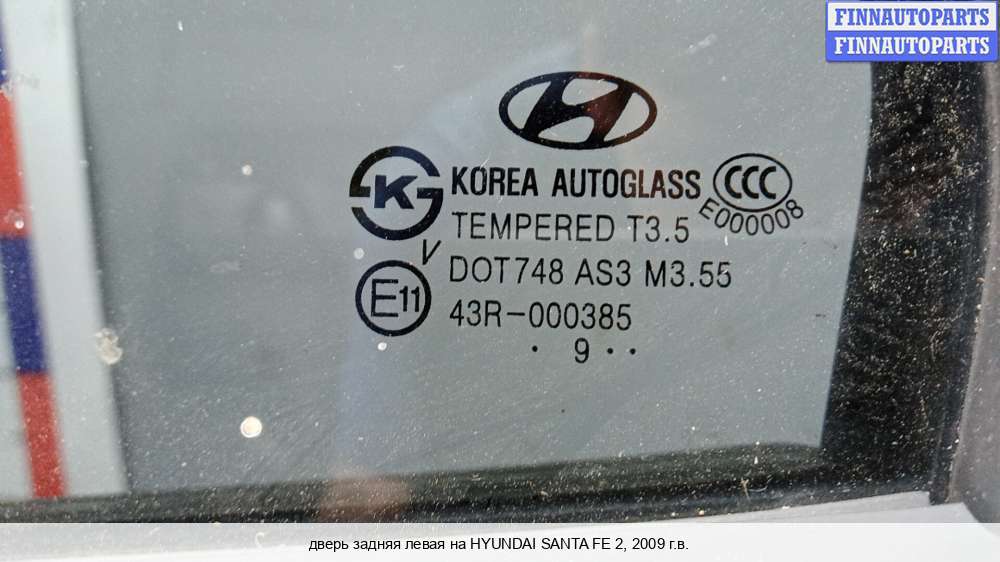 FINNAUTOPARTS
FINNAUTOPARTS
KOREA AUTOGLASS
CCC
E000008
K
TEMPERED T3.5
V
DOT748 AS3 M3.55
E11
43R-000385
· 9 · ·
дверь задняя левая на HYUNDAI SANTA FE 2, 2009 г.в.